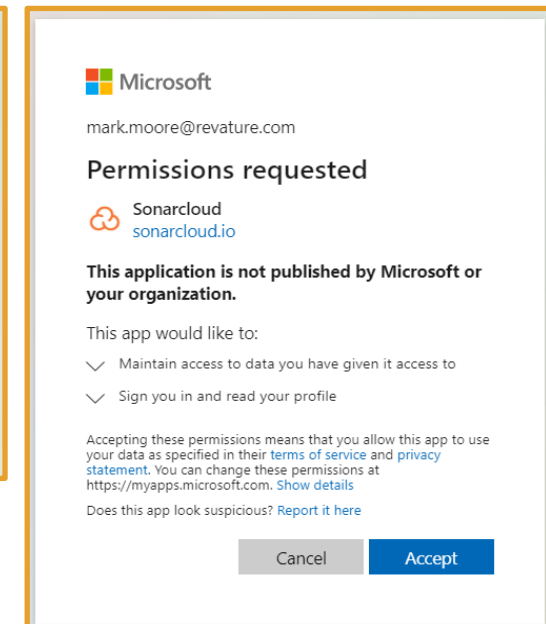 Microsoft
mark.moore@revature.com
Permissions requested
Sonarcloud
sonarcloud.io
This application is not published by Microsoft or
your organization.
This app would like to:
Maintain access to data you have given it access to
Sign you in and read your profile
Accepting these permissions means that you allow this app to use
your data as specified in their terms of service and privacy
statement. You can change these permissions at
https://myapps.microsoft.com. Show details
Does this app look suspicious? Report it here
Cancel Accept